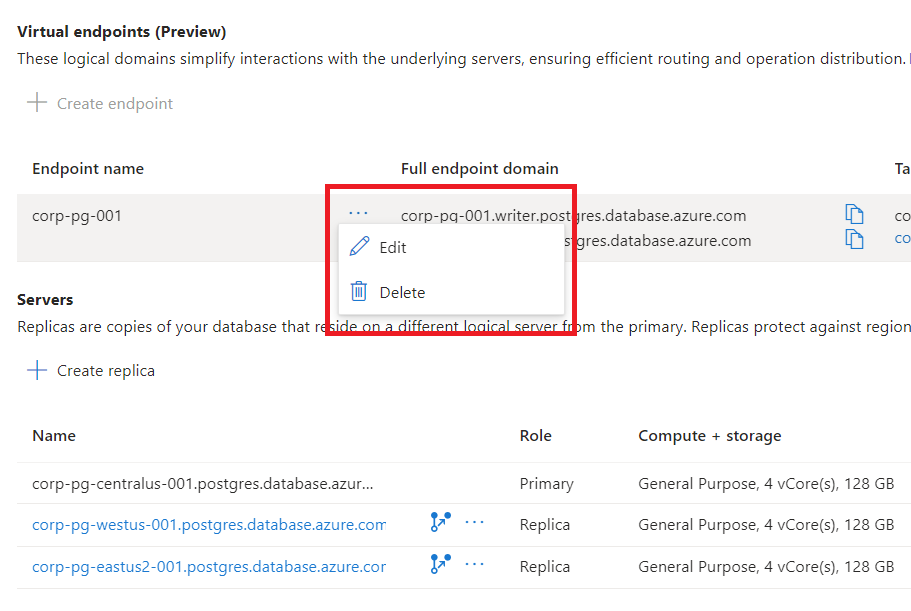 Virtual endpoints (Preview)
These logical domains simplify interactions with the underlying servers, ensuring efficient routing and operation distribution.
Create endpoint
Endpoint name Full endpoint domain Ta
corp-pg-001 ... corp-pg-001.writer.postgres.database.azure.com co
stgres.database.azure.com co
Edit
Delete
Servers
Replicas are copies of your database that reside on a different logical server from the primary. Replicas protect against region
Create replica
Name Role Compute + storage
corp-pg-centralus-001.postgres.database.azur... Primary General Purpose, 4 vCore(s), 128 GB
corp-pg-westus-001.postgres.database.azure.com ... Replica General Purpose, 4 vCore(s), 128 GB
corp-pg-eastus2-001.postgres.database.azure.cor ... Replica General Purpose, 4 vCore(s), 128 GB